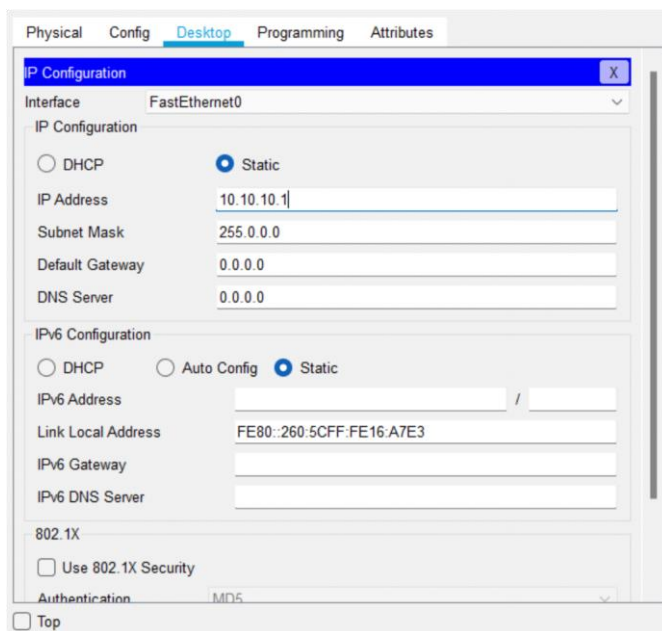 Physical Config Desktop Programming Attributes
IP Configuration X
Interface FastEthernet0
IP Configuration
DHCP Static
IP Address 10.10.10.1
Subnet Mask 255.0.0.0
Default Gateway 0.0.0.0
DNS Server 0.0.0.0
IPv6 Configuration
DHCP Auto Config Static
IPv6 Address /
Link Local Address FE80::260:5CFF:FE16:A7E3
IPv6 Gateway
IPv6 DNS Server
802.1X
Use 802.1X Security
Authentication MD5
Top